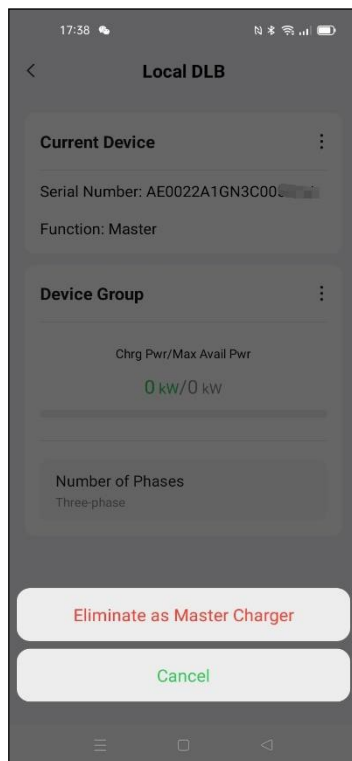 17:38
Local DLB
Current Device
Serial Number: AE0022A1GN3C00
Function: Master
Device Group
Chrg Pwr/Max Avail Pwr
0 kW/0 kW
Number of Phases
Three-phase
Eliminate as Master Charger
Cancel